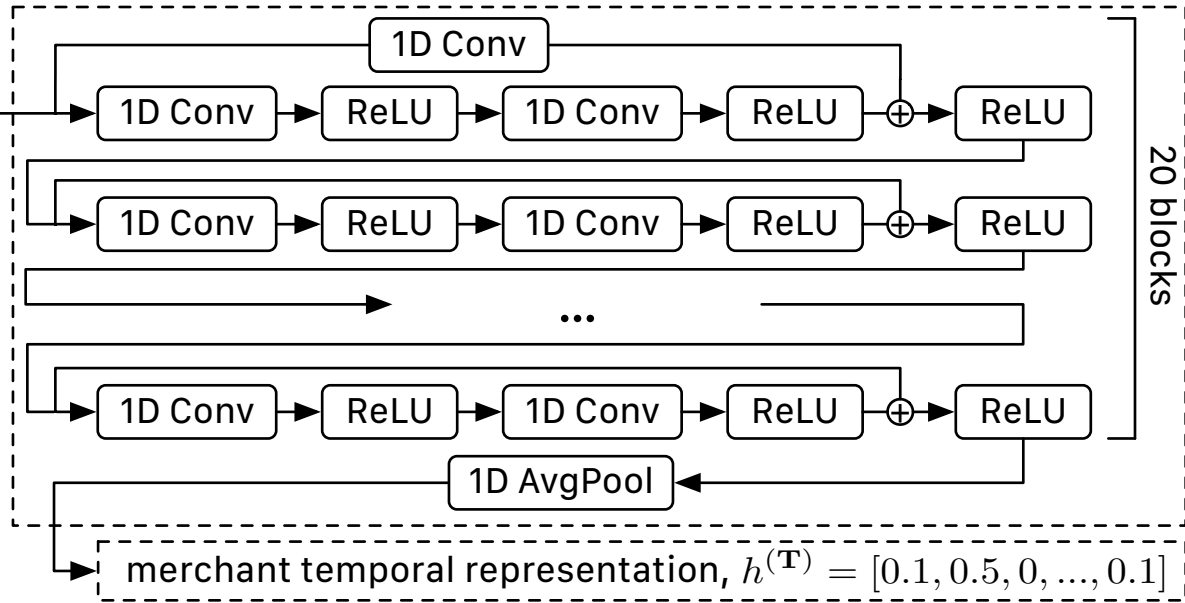 1D Conv
1D Conv ReLU 1D Conv ReLU + ReLU
1D Conv ReLU 1D Conv ReLU + ReLU
...
1D Conv ReLU 1D Conv ReLU + ReLU
20 blocks
1D AvgPool
merchant temporal representation, h^(T) = [0.1, 0.5, 0, ..., 0.1]